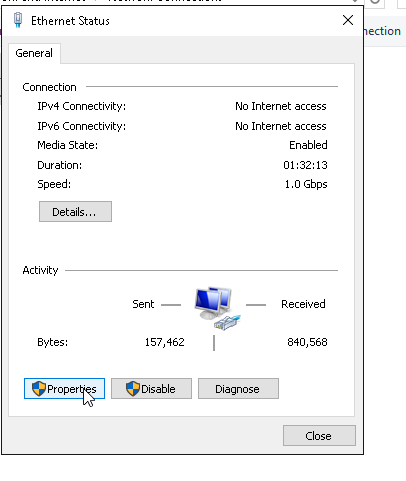 Ethernet Status
nection
General
Connection
IPv4 Connectivity: No Internet access
IPv6 Connectivity: No Internet access
Media State: Enabled
Duration: 01:32:13
Speed: 1.0 Gbps
Details...
Activity
Sent Received
Bytes: 157,462 840,568
Properties Disable Diagnose
Close